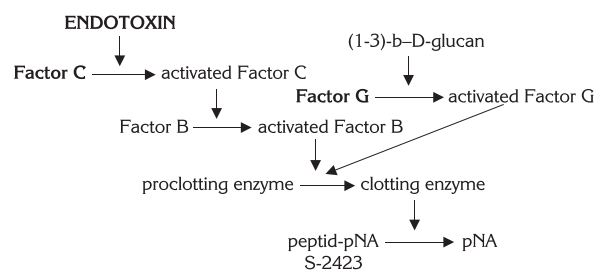 ENDOTOXIN
(1-3)-b–D-glucan
Factor C activated Factor C
Factor G activated Factor G
Factor B activated Factor B
proclotting enzyme clotting enzyme
peptid-pNA pNA
S-2423